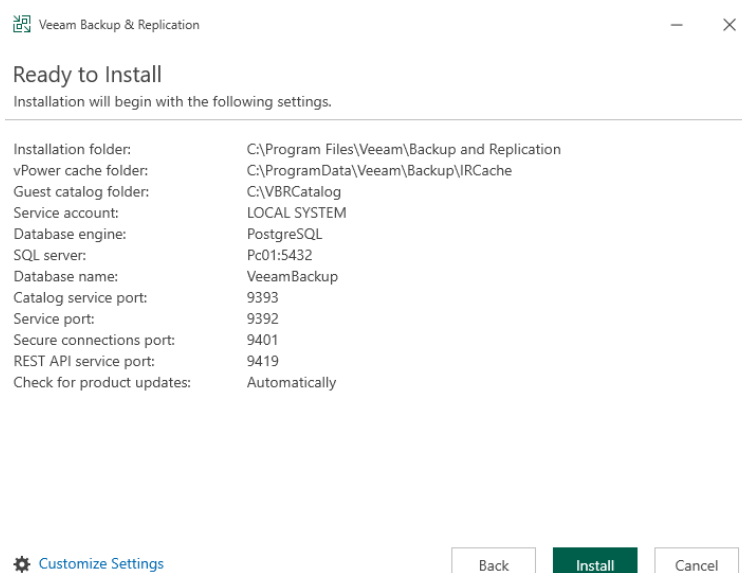 Veeam Backup & Replication
Ready to Install
Installation will begin with the following settings.
Installation folder: C:\Program Files\Veeam\Backup and Replication
vPower cache folder: C:\ProgramData\Veeam\Backup\IRCache
Guest catalog folder: C:\VBRCatalog
Service account: LOCAL SYSTEM
Database engine: PostgreSQL
SQL server: Pc01:5432
Database name: VeeamBackup
Catalog service port: 9393
Service port: 9392
Secure connections port: 9401
REST API service port: 9419
Check for product updates: Automatically
Customize Settings Back Install Cancel